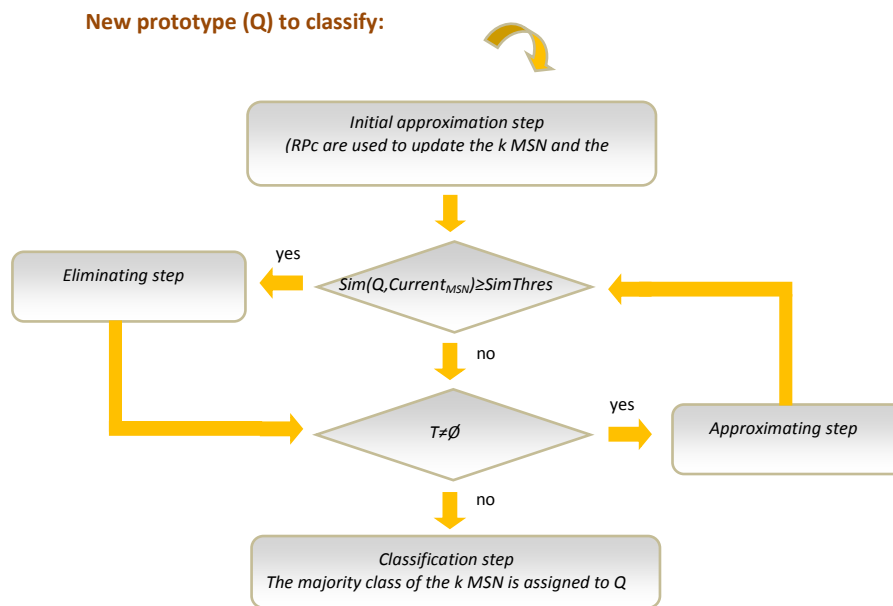 New prototype (Q) to classify:
Initial approximation step
(RPc are used to update the k MSN and the
yes
Eliminating step
Sim(Q,Current_MSN)≥SimThres
no
yes
T≠Ø
Approximating step
no
Classification step
The majority class of the k MSN is assigned to Q